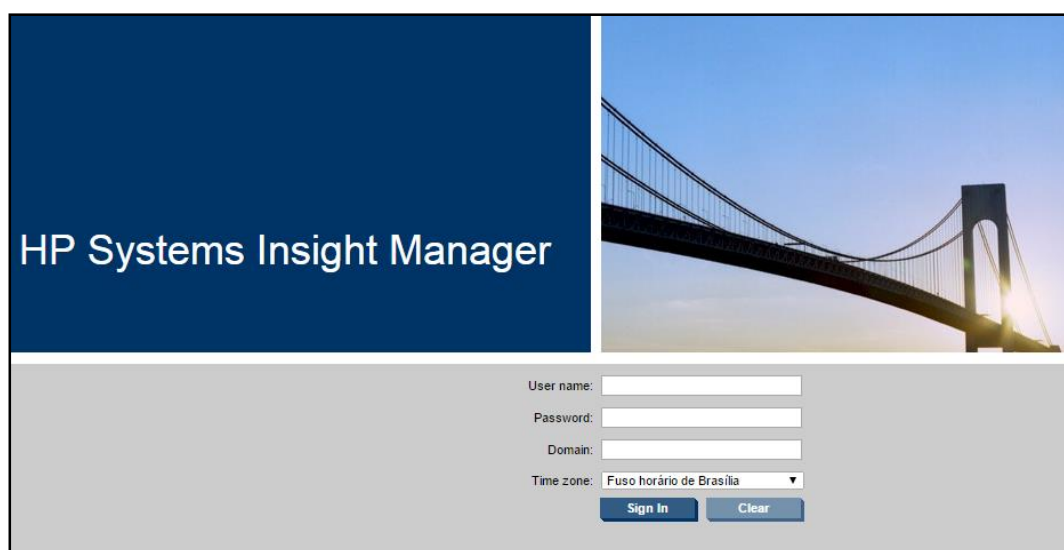 HP Systems Insight Manager
User name:
Password:
Domain:
Time zone: Fuso horário de Brasília
Sign In Clear